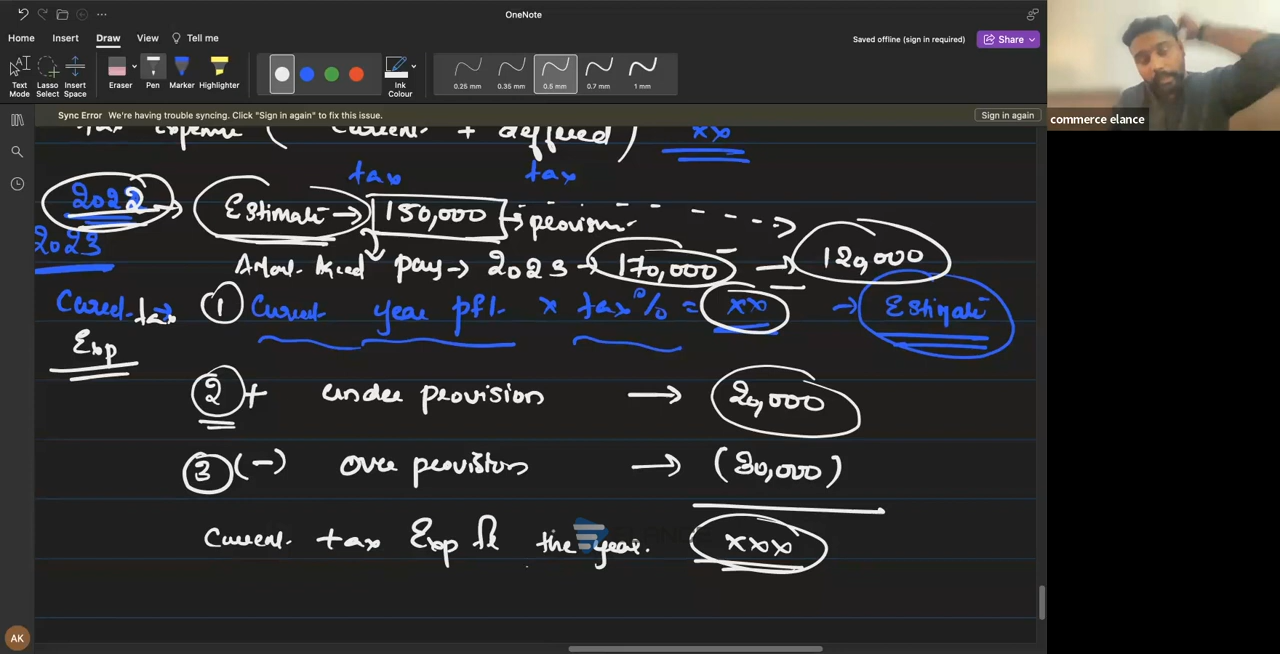 OneNote
Home Insert Draw View Tell me
Saved offline (sign in required) Share
Text Mode Lasso Select Insert Space Eraser Pen Marker Highlighter Ink Colour 0.25 mm 0.35 mm 0.5 mm 0.7 mm 1 mm
commerce elance
Sync Error We're having trouble syncing. Click "Sign in again" to fix this issue. Sign in again
tax expense ( Current + deffered ) xx
tax tax
2022 → Estimate → 150,000 → provision
2023
pay → 2023 → 170,000 → 120,000
Current tax Exp
① Current year pft. x tax % = xx → Estimate
② + under provision → 20,000
③ (-) Over provision → (30,000)
ELANCE
Current tax Exp the year. xxx
AK